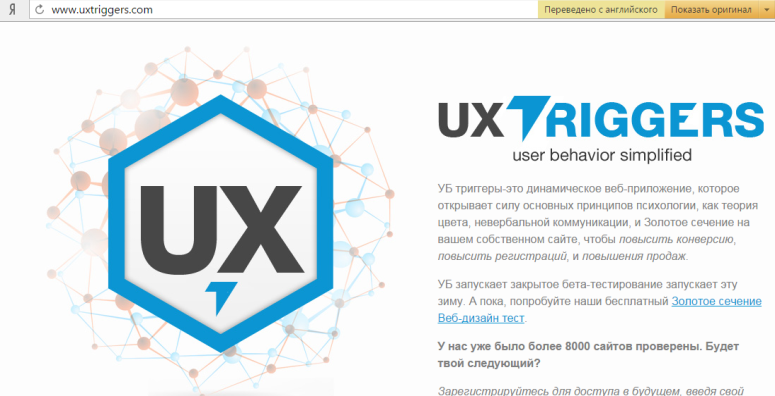 Я
www.uxtriggers.com
Переведено с английского
Показать оригинал
UX
UX TRIGGERS
user behavior simplified
УБ триггеры-это динамическое веб-приложение, которое
открывает силу основных принципов психологии, как теория
цвета, невербальной коммуникации, и Золотое сечение на
вашем собственном сайте, чтобы повысить конверсию,
повысить регистраций, и повышения продаж.
УБ запускает закрытое бета-тестирование запускает эту
зиму. А пока, попробуйте наши бесплатный Золотое сечение
Веб-дизайн тест.
У нас уже было более 8000 сайтов проверены. Будет
твой следующий?
Зарегистрируйтесь для доступа в будущем, введя свой